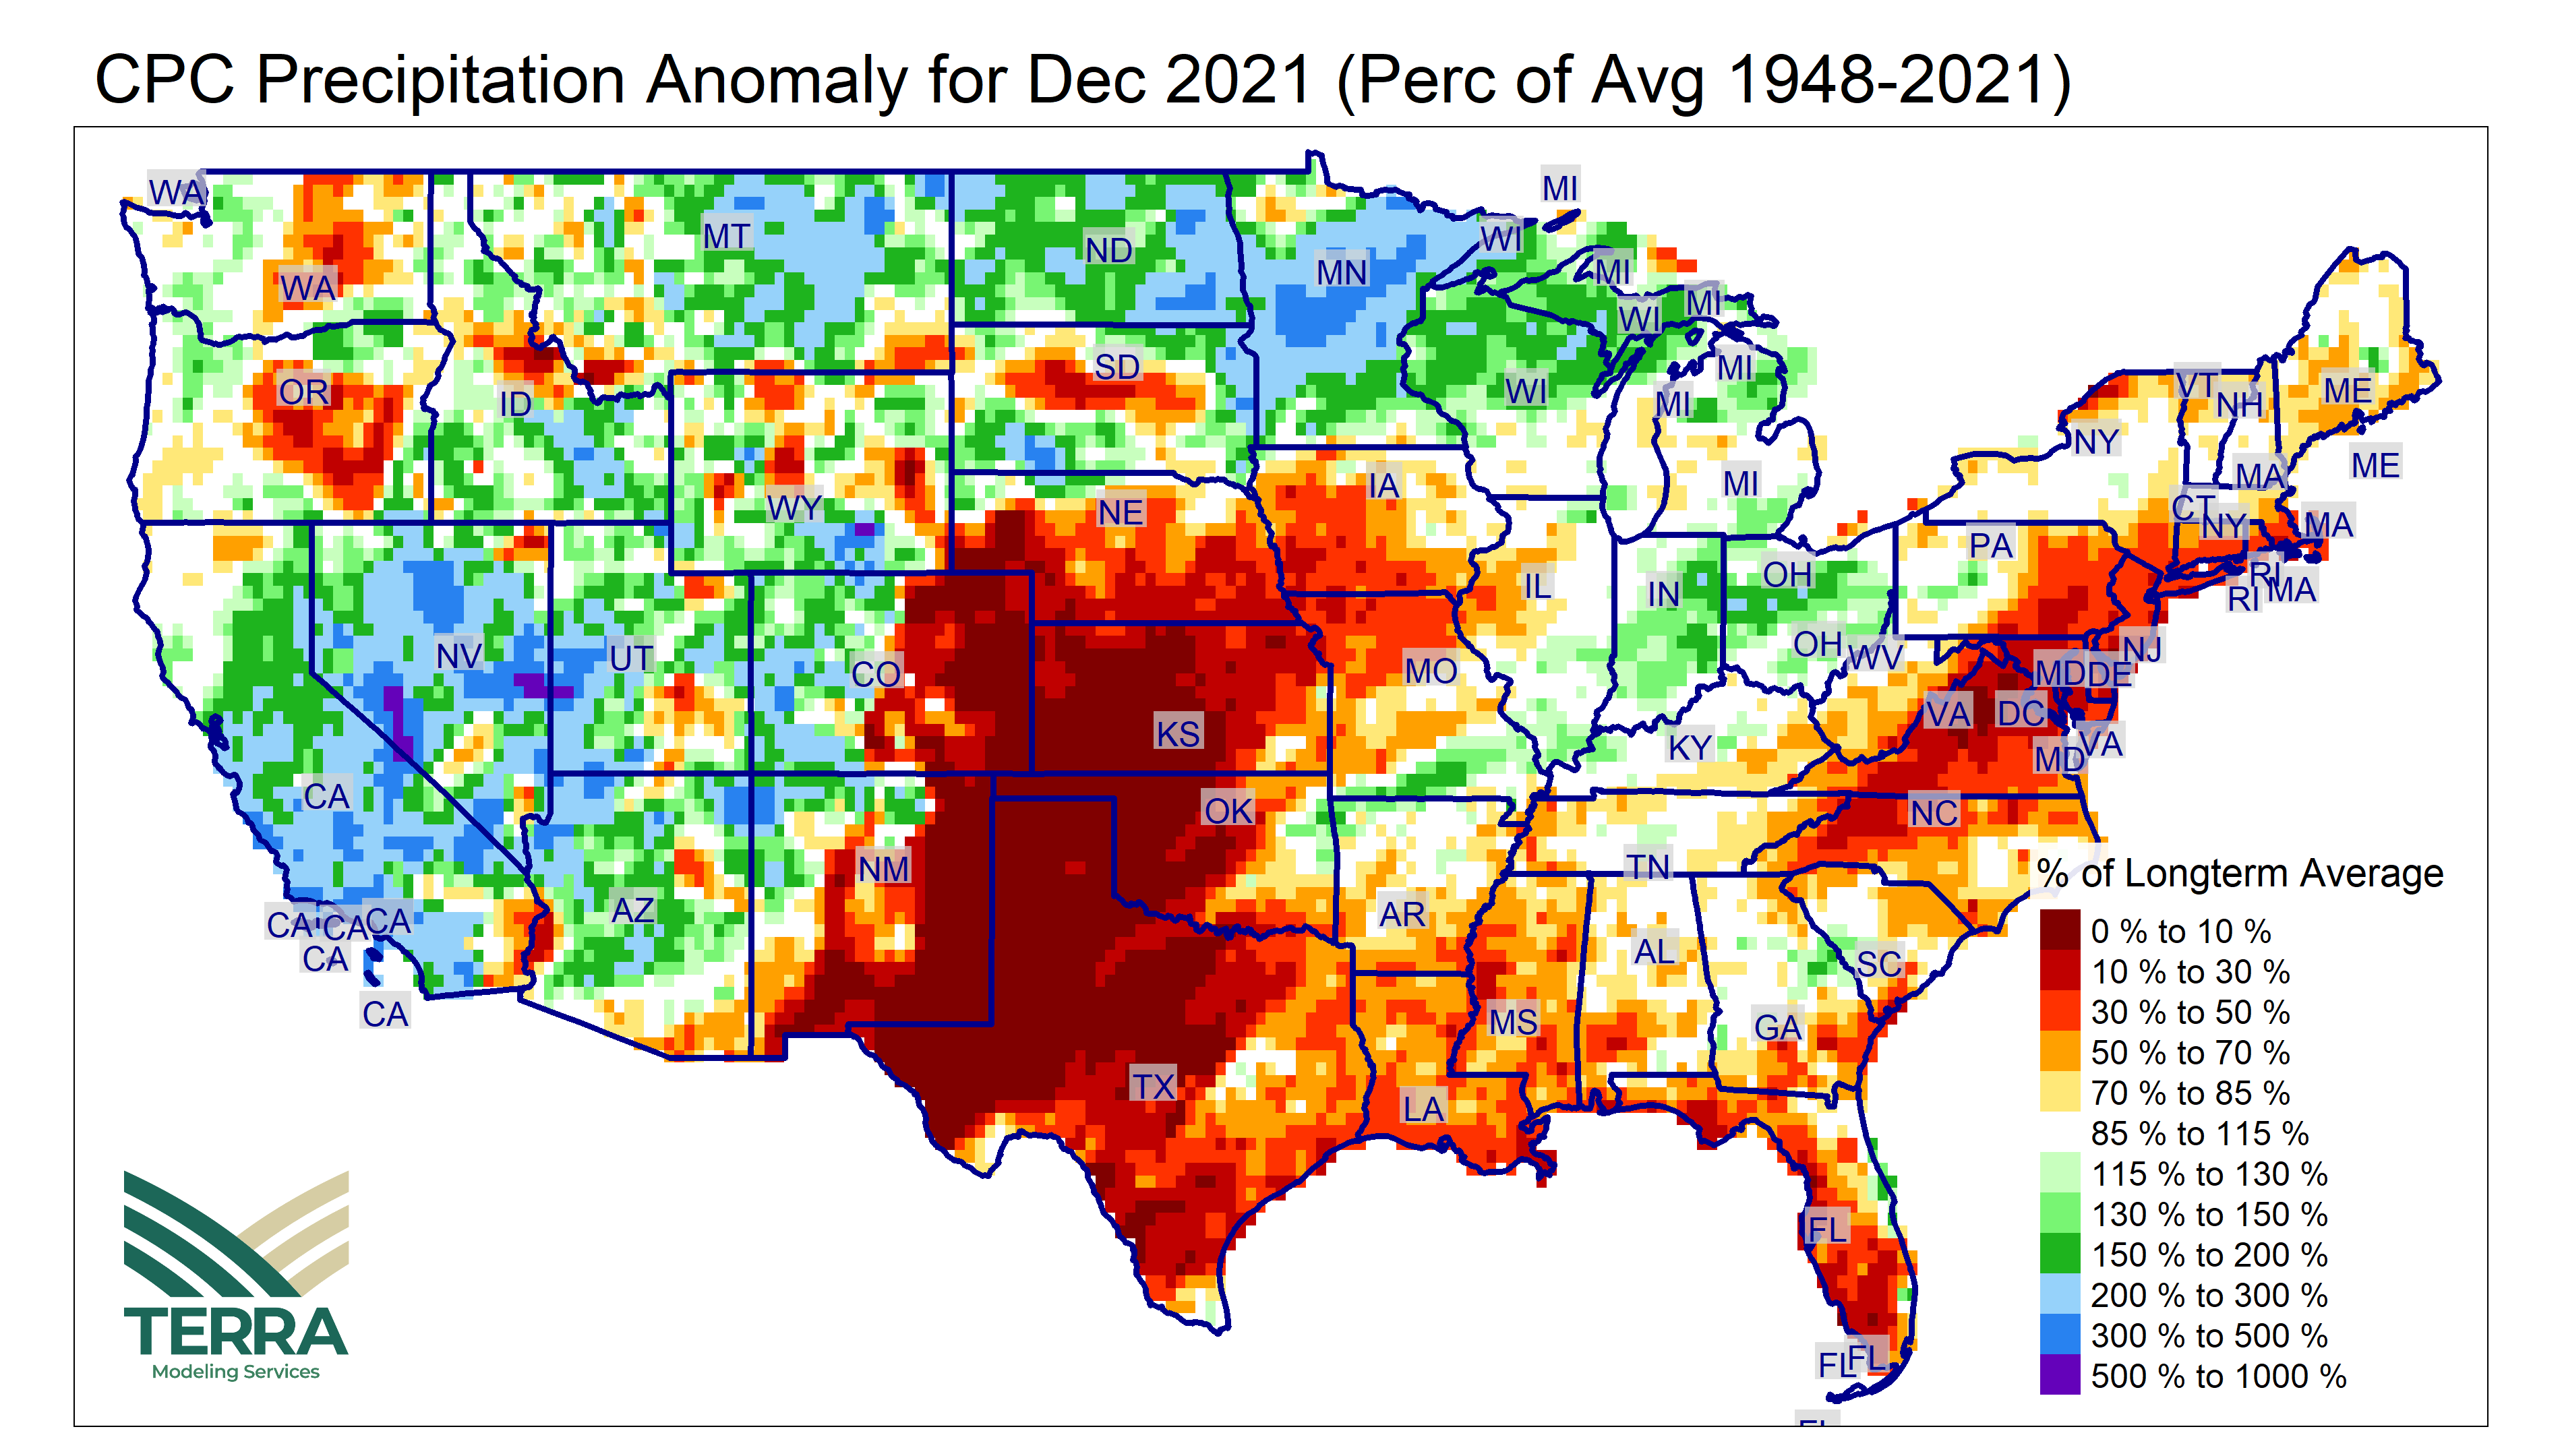 CPC Precipitation Anomaly for Dec 2021 (Perc of Avg 1948-2021)
MI
WA
MT
ND
WI
MN
MI
WA
MI
WI
SD
MI
OR
ID
WI
MI
VT
NH
ME
NY
IA
MI
MA
ME
WY
NE
CT
NY
MA
PA
IL
IN
OH
RI
MA
RI
NV
UT
CO
MO
OH
WV
NJ
MD
DE
KS
KY
VA
DC
VA
MD
CA
OK
NC
NM
TN
AZ
AR
AL
SC
CA
CA
CA
CA
CA
MS
GA
TX
LA
FL
FL
FL
FL
% of Longterm Average
0 % to 10 %
10 % to 30 %
30 % to 50 %
50 % to 70 %
70 % to 85 %
85 % to 115 %
115 % to 130 %
130 % to 150 %
150 % to 200 %
200 % to 300 %
300 % to 500 %
500 % to 1000 %
TERRA
Modeling Services